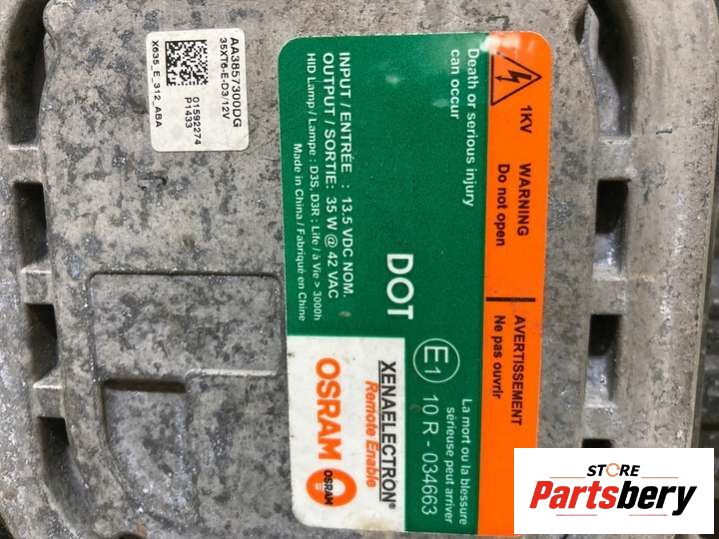 AA3857300DG
35XT6-E-D3/12V
01592274
P1433
X635_E_312_ABA
1KV
WARNING
Do not open
AVERTISSEMENT
Ne pas ouvrir
Death or serious injury
can occur
La mort ou la blessure
sérieuse peut arriver
DOT
E1
10 R - 034663
INPUT / ENTRÉE : 13.5 VDC NOM.
OUTPUT / SORTIE: 35 W @ 42 VAC
HID Lamp / Lampe : D3S, D3R ; Life / à Vie > 3000h
Made in China / Fabriqué en Chine
XENAELECTRON®
Remote Enable
OSRAM
OSRAM
STORE
Partsbery